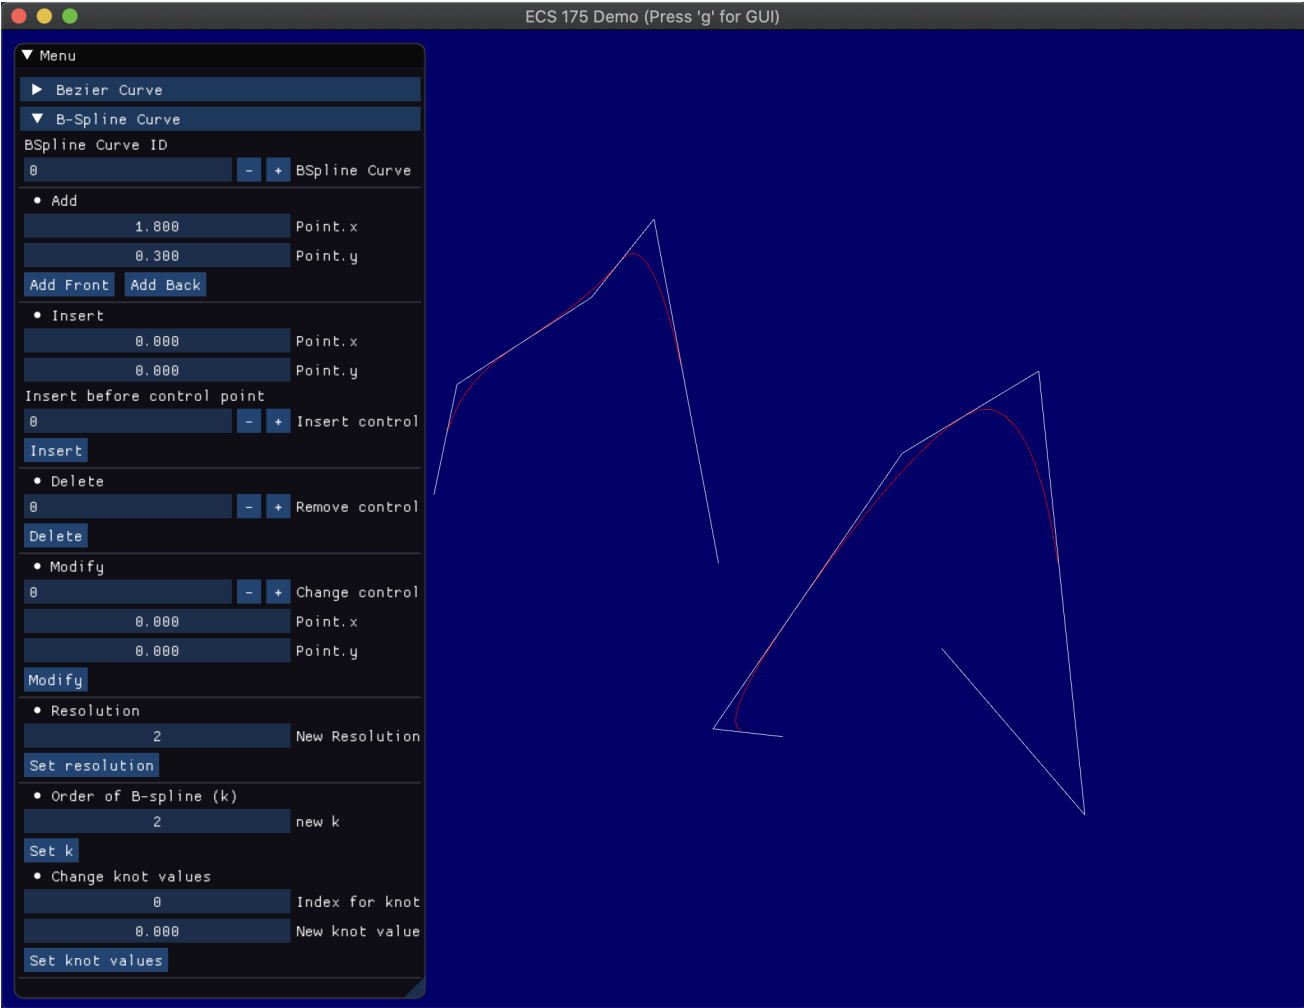 ECS 175 Demo (Press 'g' for GUI)
Menu
Bezier Curve
B-Spline Curve
BSpline Curve ID
0 - + BSpline Curve
Add
1.800 Point.x
0.300 Point.y
Add Front Add Back
Insert
0.000 Point.x
0.000 Point.y
Insert before control point
0 - + Insert control
Insert
Delete
0 - + Remove control
Delete
Modify
0 - + Change control
0.000 Point.x
0.000 Point.y
Modify
Resolution
2 New Resolution
Set resolution
Order of B-spline (k)
2 new k
Set k
Change knot values
0 Index for knot
0.000 New knot value
Set knot values